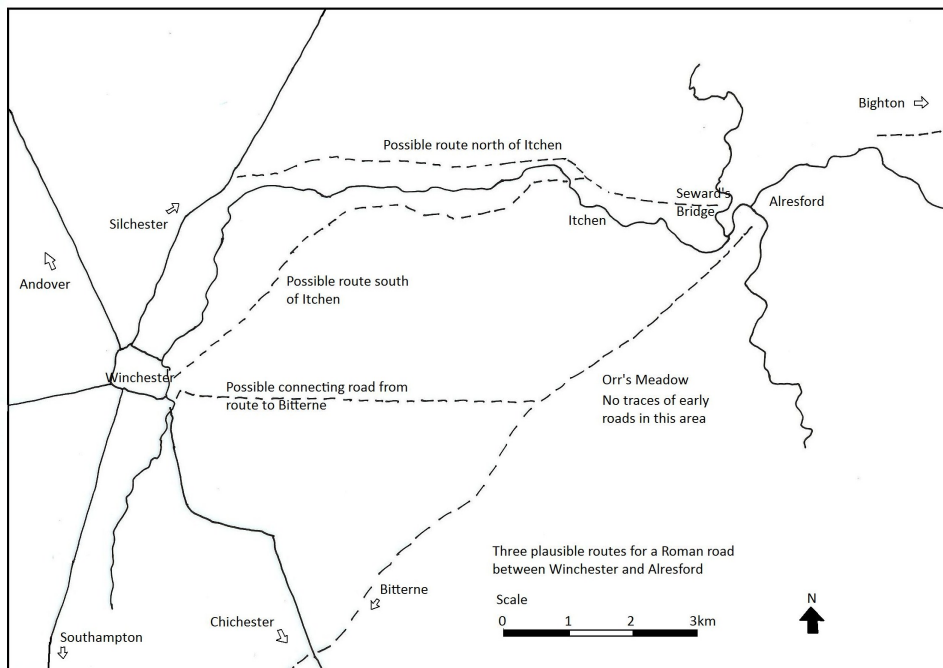 Bighton
Possible route north of Itchen
Seward's
Bridge
Alresford
Silchester
Itchen
Andover
Possible route south
of Itchen
Winchester
Possible connecting road from
route to Bitterne
Orr's Meadow
No traces of early
roads in this area
Three plausible routes for a Roman road
between Winchester and Alresford
Bitterne
Scale
0 1 2 3km
N
Chichester
Southampton